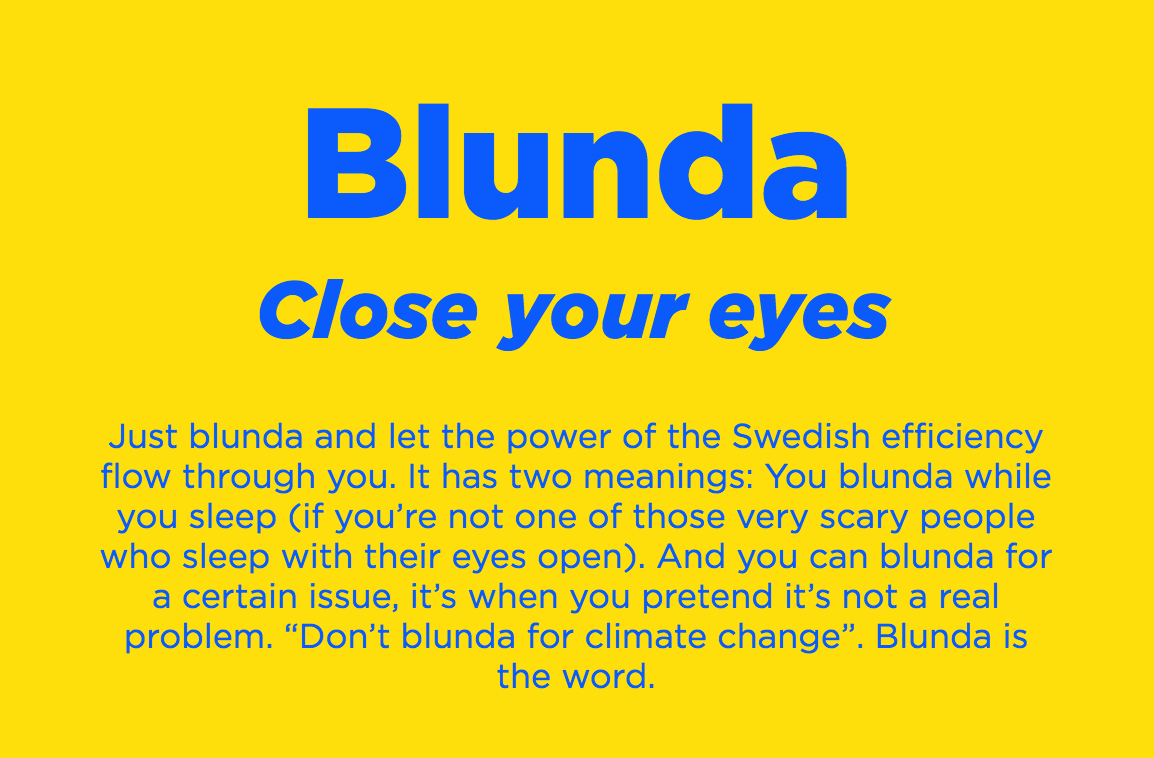 Blunda
Close your eyes
Just blunda and let the power of the Swedish efficiency
flow through you. It has two meanings: You blunda while
you sleep (if you’re not one of those very scary people
who sleep with their eyes open). And you can blunda for
a certain issue, it’s when you pretend it’s not a real
problem. “Don’t blunda for climate change”. Blunda is
the word.